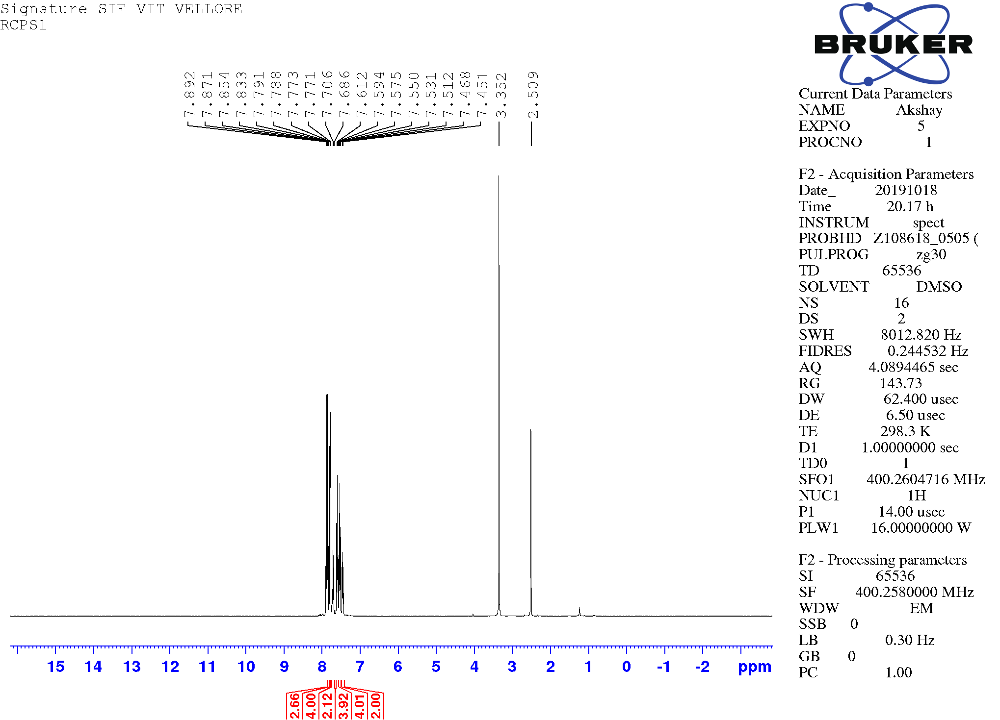 Signature SIF VIT VELLORE
RCPS1
7.892
7.871
7.854
7.833
7.791
7.788
7.773
7.771
7.706
7.686
7.612
7.594
7.575
7.550
7.531
7.512
7.468
7.451
3.352
2.509
BRUKER
Current Data Parameters
NAME Akshay
EXPNO 5
PROCNO 1
F2 - Acquisition Parameters
Date_ 20191018
Time 20.17 h
INSTRUM spect
PROBHD Z108618_0505 (
PULPROG zg30
TD 65536
SOLVENT DMSO
NS 16
DS 2
SWH 8012.820 Hz
FIDRES 0.244532 Hz
AQ 4.0894465 sec
RG 143.73
DW 62.400 usec
DE 6.50 usec
TE 298.3 K
D1 1.00000000 sec
TD0 1
SFO1 400.2604716 MHz
NUC1 1H
P1 14.00 usec
PLW1 16.00000000 W
F2 - Processing parameters
SI 65536
SF 400.2580000 MHz
WDW EM
SSB 0
LB 0.30 Hz
GB 0
PC 1.00
15 14 13 12 11 10 9 8 7 6 5 4 3 2 1 0 -1 -2 ppm
2.66
4.00
2.12
3.92
4.01
2.00